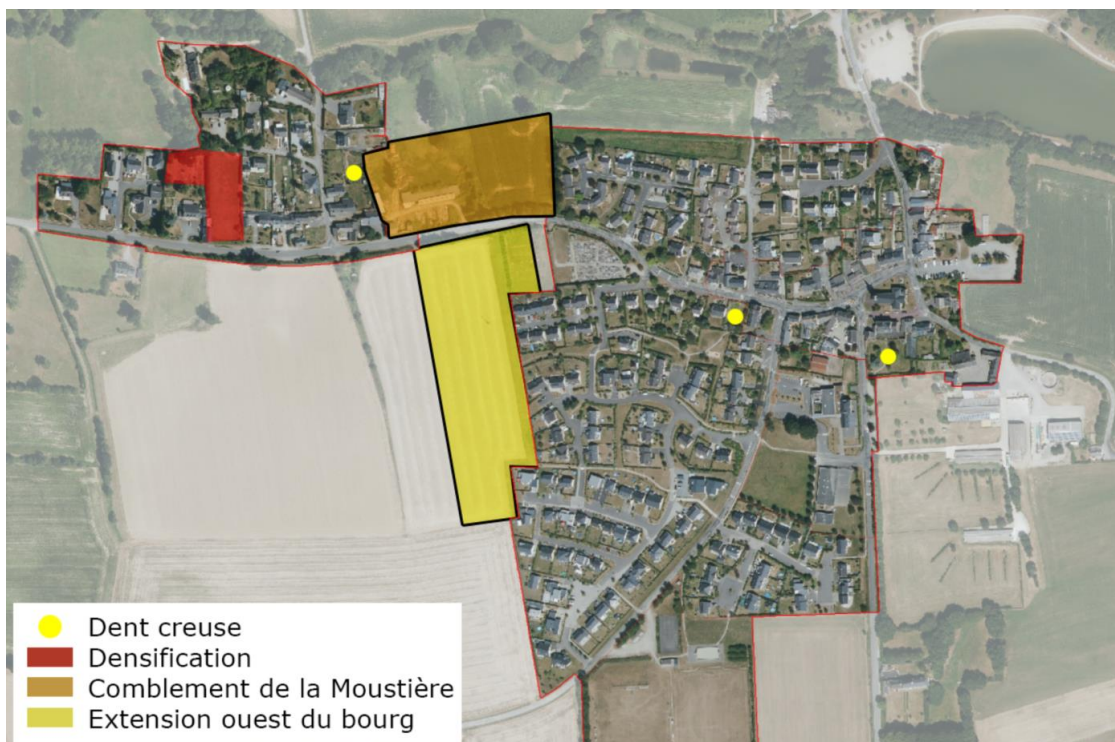 Dent creuse
Densification
Comblement de la Moustière
Extension ouest du bourg